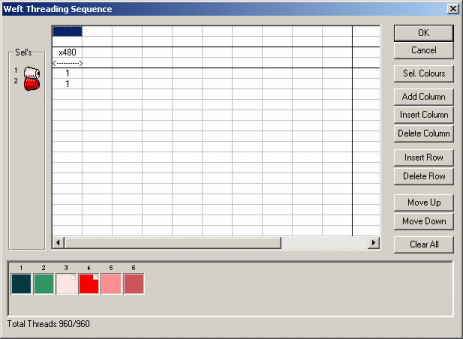 Weft Threading Sequence
Sel's
1
2
x480
<--------->
1
1
OK
Cancel
Sel. Colours
Add Column
Insert Column
Delete Column
Insert Row
Delete Row
Move Up
Move Down
Clear All
1 2 3 4 5 6
Total Threads 960/960